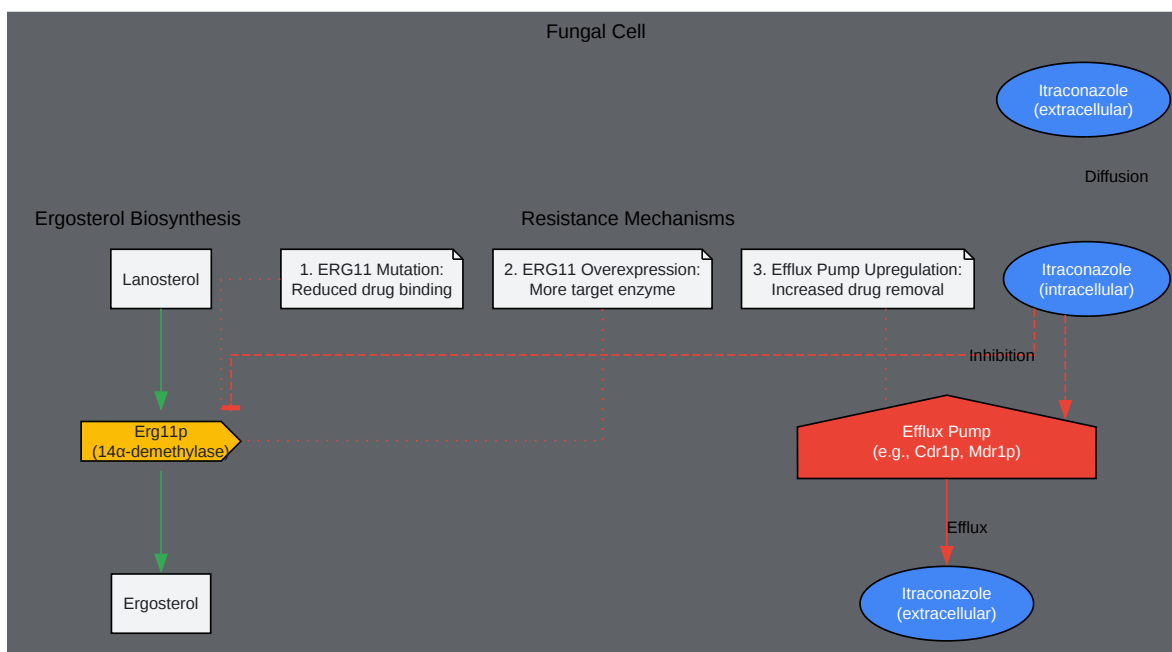 Fungal Cell
Itraconazole
(extracellular)
Diffusion
Ergosterol Biosynthesis
Resistance Mechanisms
Lanosterol
1. ERG11 Mutation:
Reduced drug binding
2. ERG11 Overexpression:
More target enzyme
3. Efflux Pump Upregulation:
Increased drug removal
Itraconazole
(intracellular)
Inhibition
Erg11p
(14α-demethylase)
Efflux Pump
(e.g., Cdr1p, Mdr1p)
Efflux
Ergosterol
Itraconazole
(extracellular)